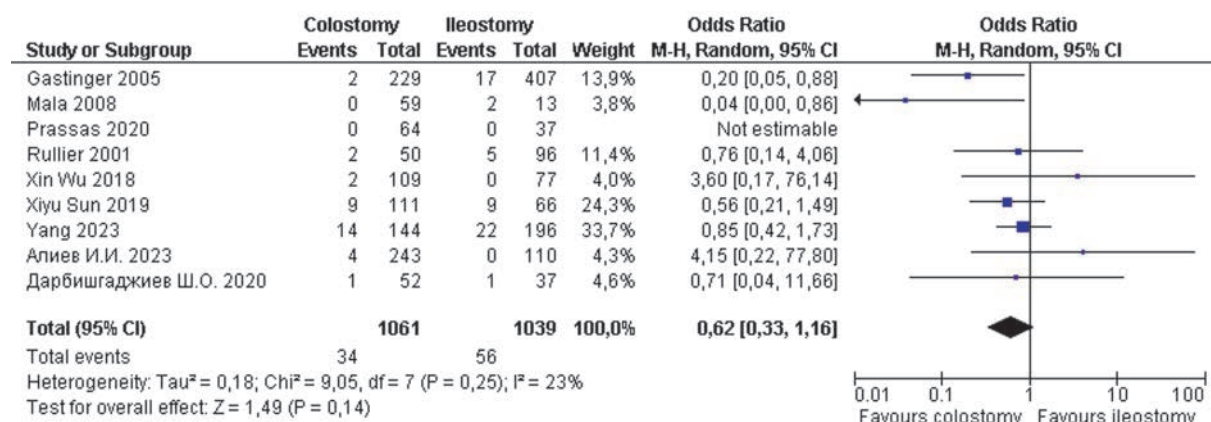 Colostomy Ileostomy Odds Ratio Odds Ratio
Study or Subgroup Events Total Events Total Weight M-H, Random, 95% CI M-H, Random, 95% CI
Gastinger 2005 2 229 17 407 13,9% 0,20 [0,05, 0,88]
Mala 2008 0 59 2 13 3,8% 0,04 [0,00, 0,86]
Prassas 2020 0 64 0 37 Not estimable
Rullier 2001 2 50 5 96 11,4% 0,76 [0,14, 4,06]
Xin Wu 2018 2 109 0 77 4,0% 3,60 [0,17, 76,14]
Xiyu Sun 2019 9 111 9 66 24,3% 0,56 [0,21, 1,49]
Yang 2023 14 144 22 196 33,7% 0,85 [0,42, 1,73]
Алиев И.И. 2023 4 243 0 110 4,3% 4,15 [0,22, 77,80]
Дарбишгаджиев Ш.О. 2020 1 52 1 37 4,6% 0,71 [0,04, 11,66]
Total (95% CI) 1061 1039 100,0% 0,62 [0,33, 1,16]
Total events 34 56
Heterogeneity: Tau² = 0,18; Chi² = 9,05, df = 7 (P = 0,25); I² = 23%
Test for overall effect: Z = 1,49 (P = 0,14)
0.01 0.1 1 10 100
Favours colostomy Favours ileostomy